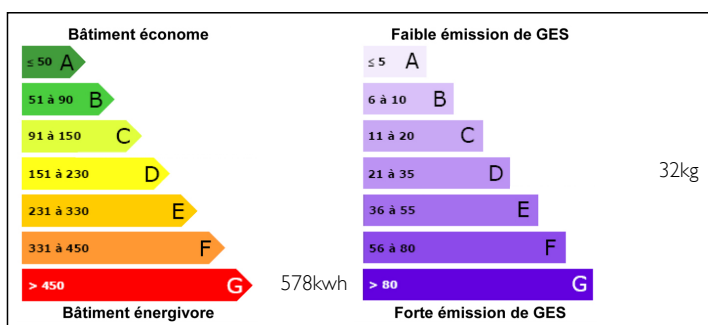 Bâtiment économe
≤ 50 A
51 à 90 B
91 à 150 C
151 à 230 D
231 à 330 E
331 à 450 F
> 450 G
578kwh
Bâtiment énergivore
Faible émission de GES
≤ 5 A
6 à 10 B
11 à 20 C
21 à 35 D
32kg
36 à 55 E
56 à 80 F
> 80 G
Forte émission de GES